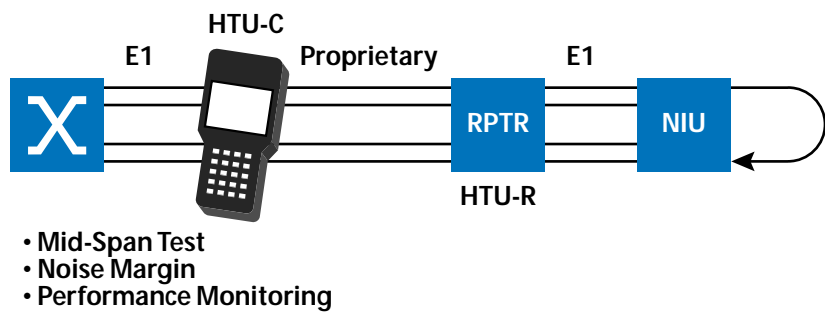 HTU-C
E1
Proprietary
E1
RPTR
NIU
HTU-R
• Mid-Span Test
• Noise Margin
• Performance Monitoring